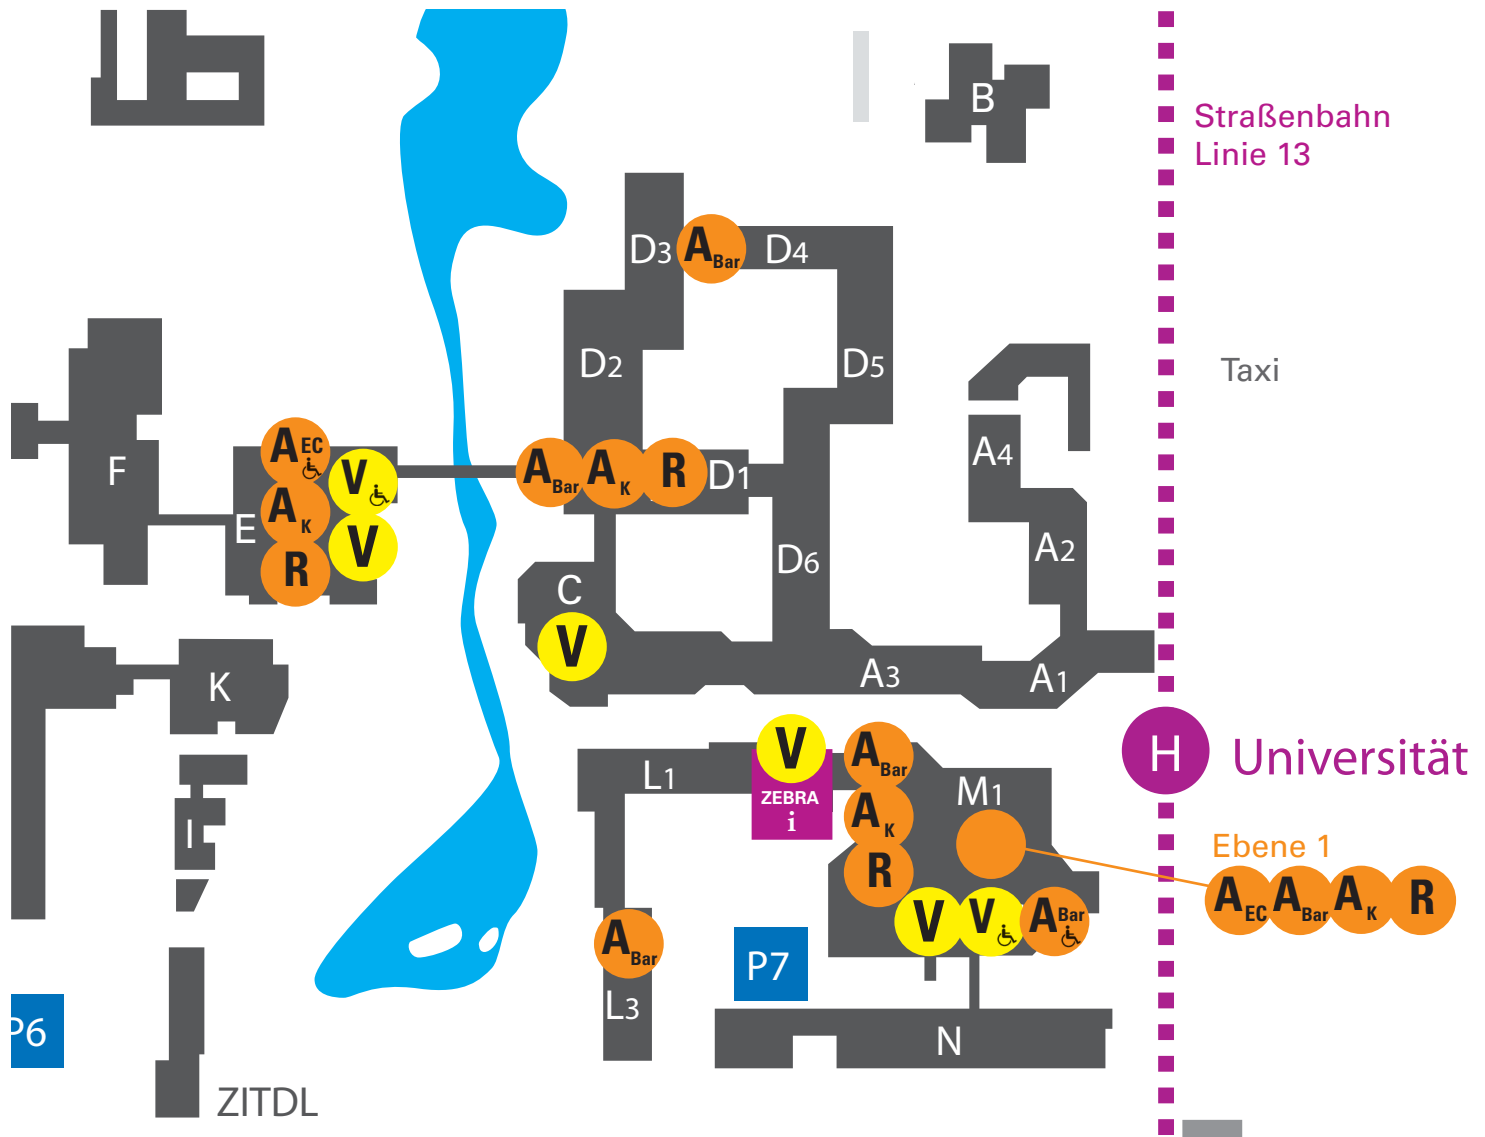 B
Straßenbahn
Linie 13
D3
A Bar
D4
D2
D5
Taxi
A4
F
A EC
V
A Bar
A K
R
D1
E
A K
V
R
A2
D6
C
V
A3
A1
K
H
Universität
V
A Bar
L1
ZEBRA
i
M1
A K
I
R
Ebene 1
A EC
A Bar
A K
R
V
V
A Bar
A Bar
P7
L3
P6
N
ZITDL